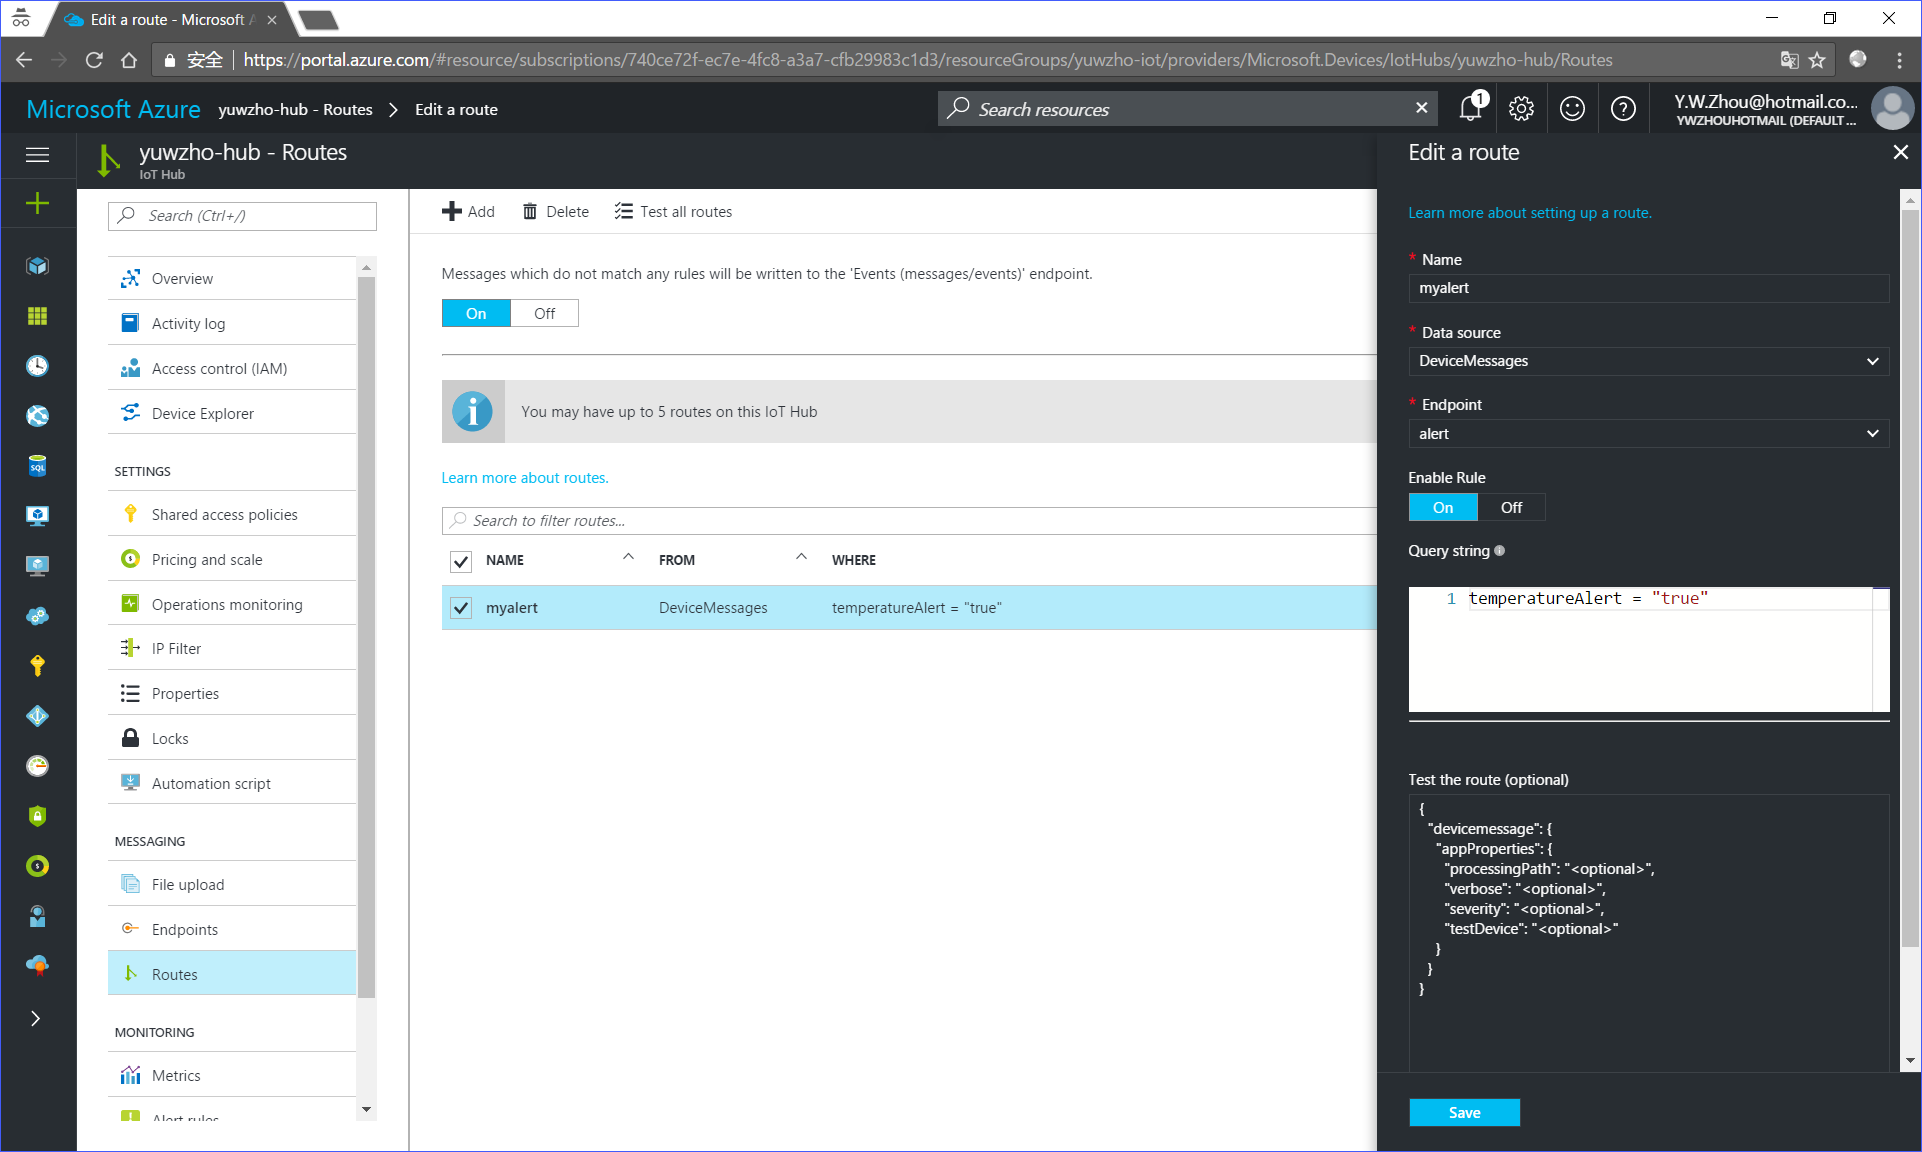 Edit a route - Microsoft A
安全
https://portal.azure.com/#resource/subscriptions/740ce72f-ec7e-4fc8-a3a7-cfb29983c1d3/resourceGroups/yuwzho-iot/providers/Microsoft.Devices/IotHubs/yuwzho-hub/Routes
Microsoft Azure
yuwzho-hub - Routes
Edit a route
Search resources
1
Y.W.Zhou@hotmail.co...
YWZHOUHOTMAIL (DEFAULT ...
yuwzho-hub - Routes
IoT Hub
Search (Ctrl+/)
Overview
Activity log
Access control (IAM)
Device Explorer
SETTINGS
Shared access policies
Pricing and scale
Operations monitoring
IP Filter
Properties
Locks
Automation script
MESSAGING
File upload
Endpoints
Routes
MONITORING
Metrics
Alert rules
SQL
Add
Delete
Test all routes
Messages which do not match any rules will be written to the 'Events (messages/events)' endpoint.
On
Off
You may have up to 5 routes on this IoT Hub
Learn more about routes.
Search to filter routes...
NAME
FROM
WHERE
myalert
DeviceMessages
temperatureAlert = "true"
Edit a route
Learn more about setting up a route.
* Name
myalert
* Data source
DeviceMessages
* Endpoint
alert
Enable Rule
On
Off
Query string
1 temperatureAlert = "true"
Test the route (optional)
{
"devicemessage": {
"appProperties": {
"processingPath": "<optional>",
"verbose": "<optional>",
"severity": "<optional>",
"testDevice": "<optional>"
}
}
}
Save